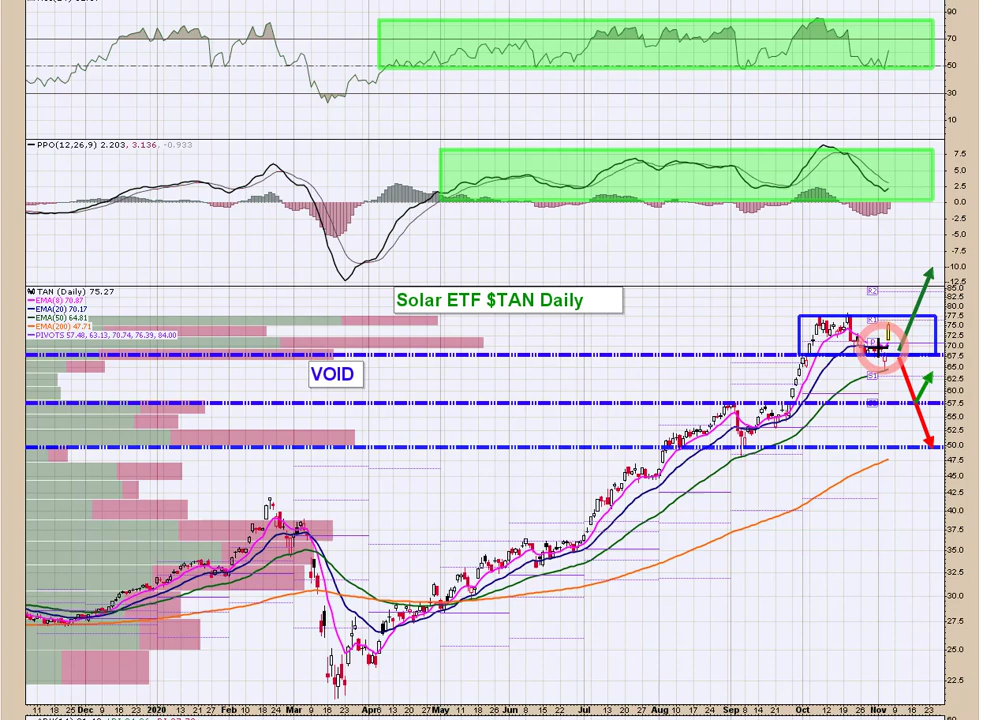 90
70
50
30
10
PPO(12,26,9) 2.203, 3.136, -0.933
7.5
5.0
2.5
0.0
-2.5
-5.0
-7.5
-10.0
-12.5
TAN (Daily) 75.27
EMA(8) 70.87
EMA(20) 70.17
EMA(50) 64.81
EMA(200) 47.71
PIVOTS 57.48, 63.13, 70.74, 76.39, 84.00
Solar ETF $TAN Daily
R2
R1
P
S1
VOID
85.0
82.5
80.0
77.5
75.0
72.5
70.0
67.5
65.0
62.5
60.0
57.5
55.0
52.5
50.0
47.5
45.0
42.5
40.0
37.5
35.0
32.5
30.0
27.5
25.0
22.5
11 18 25 Dec 9 16 23 2020 13 21 27 Feb 10 18 24 Mar 9 16 23 Apr 6 13 20 27 May 11 18 26 Jun 8 15 22 Jul 6 13 20 27 Aug 10 17 24 Sep 8 14 21 Oct 12 19 26 Nov 9 16 23